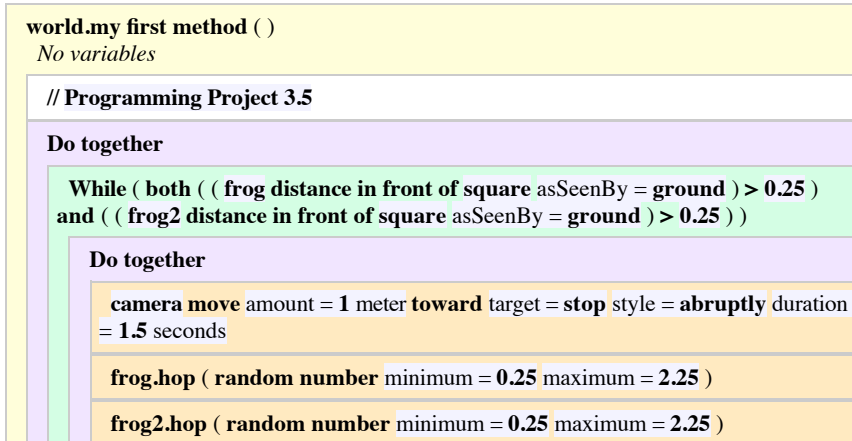 world.my first method ( )
No variables
// Programming Project 3.5
Do together
While ( both ( ( frog distance in front of square asSeenBy = ground ) > 0.25 )
and ( ( frog2 distance in front of square asSeenBy = ground ) > 0.25 ) )
Do together
camera move amount = 1 meter toward target = stop style = abruptly duration
= 1.5 seconds
frog.hop ( random number minimum = 0.25 maximum = 2.25 )
frog2.hop ( random number minimum = 0.25 maximum = 2.25 )